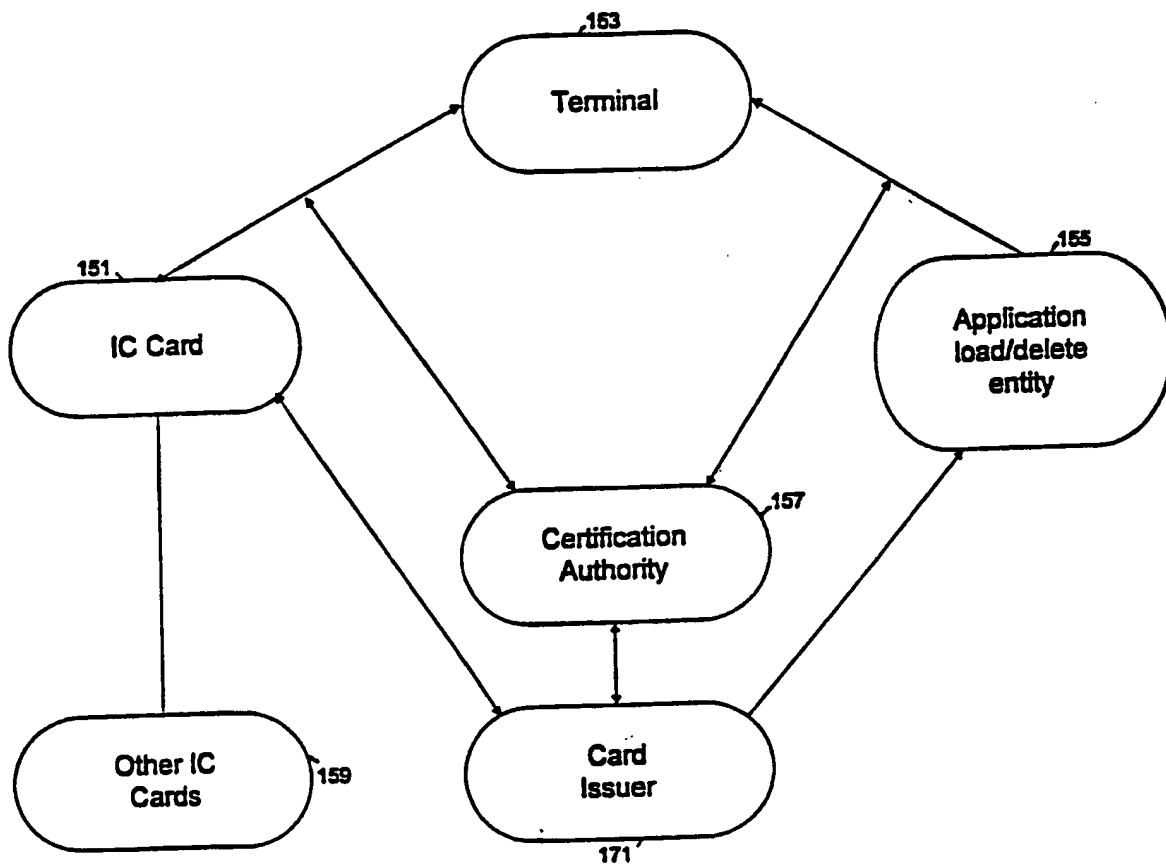 153
Terminal
151
IC Card
155
Application
load/delete
entity
157
Certification
Authority
Other IC
Cards
159
Card
Issuer
171